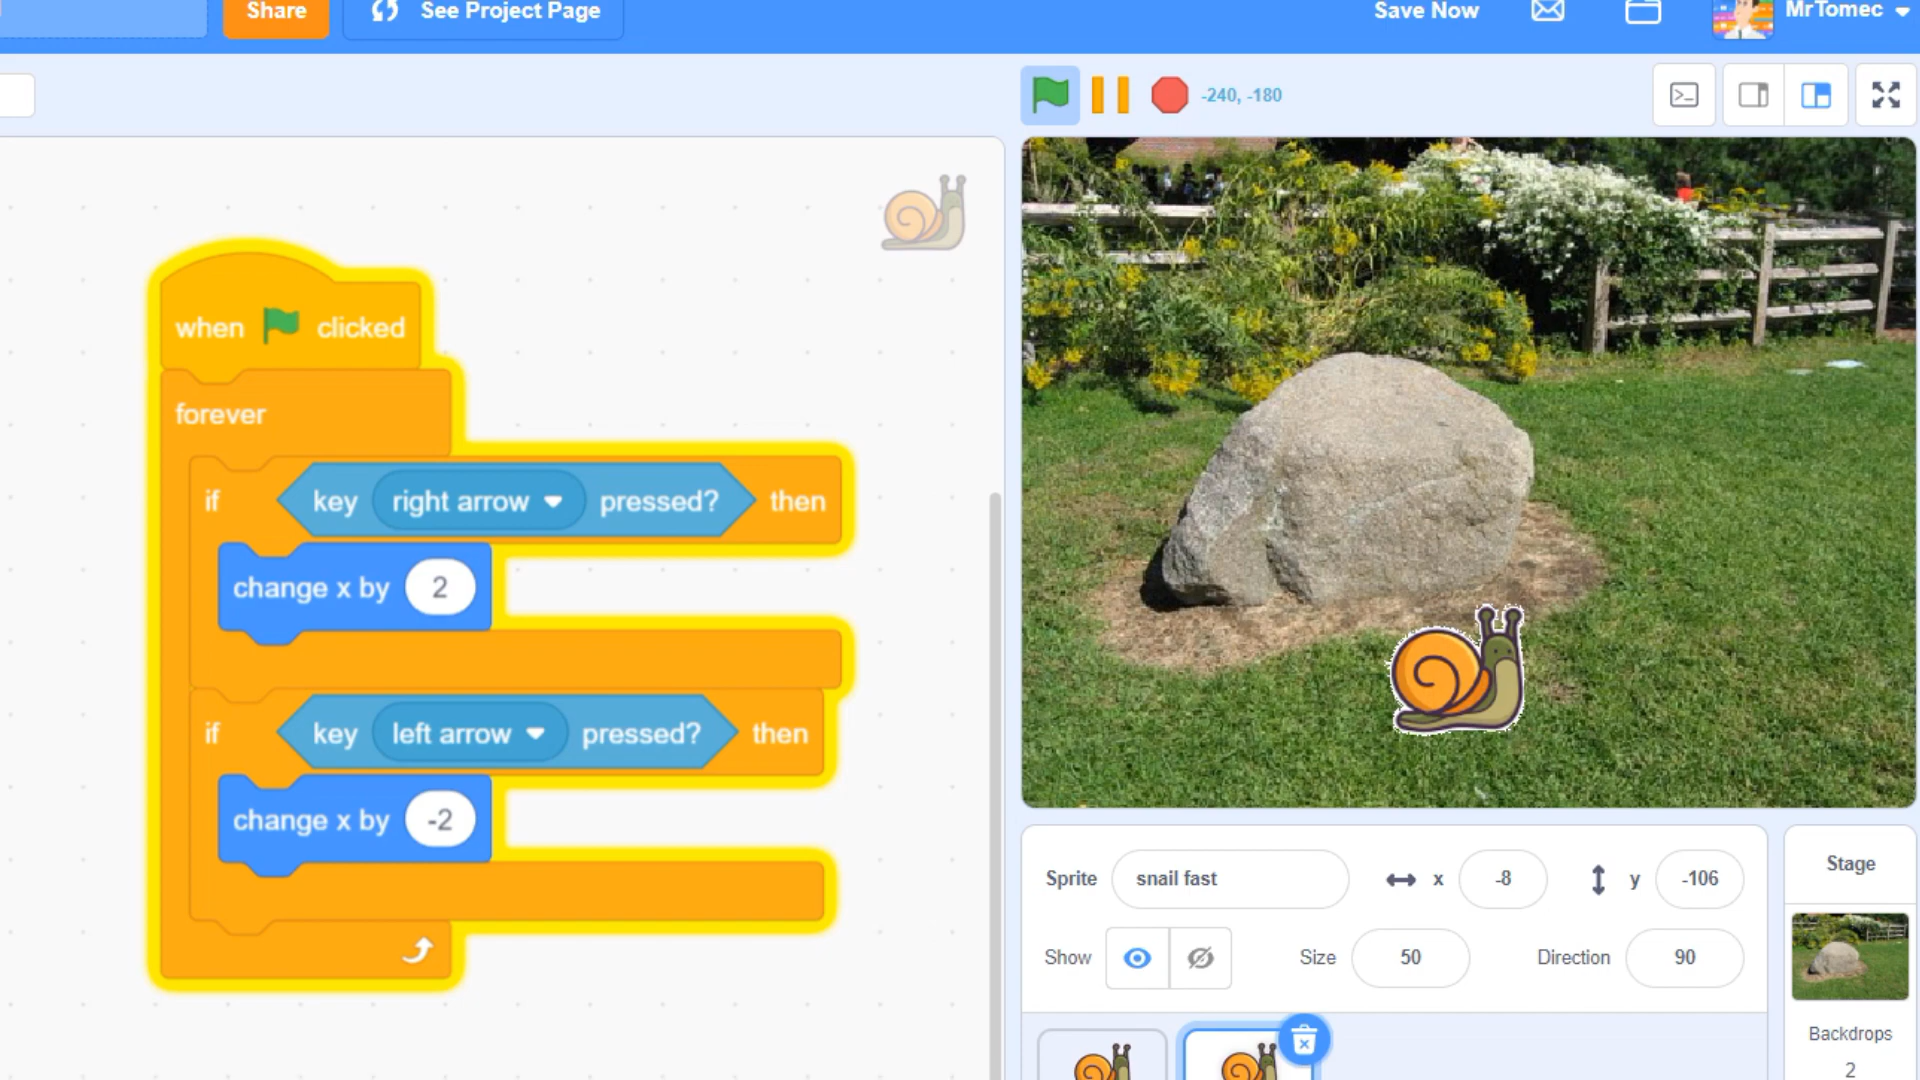 Share
See Project Page
Save Now
MrTomec
-240, -180
when clicked
forever
if key right arrow pressed? then
change x by 2
if key left arrow pressed? then
change x by -2
Sprite snail fast x -8 y -106
Show Size 50 Direction 90
Stage
Backdrops
2